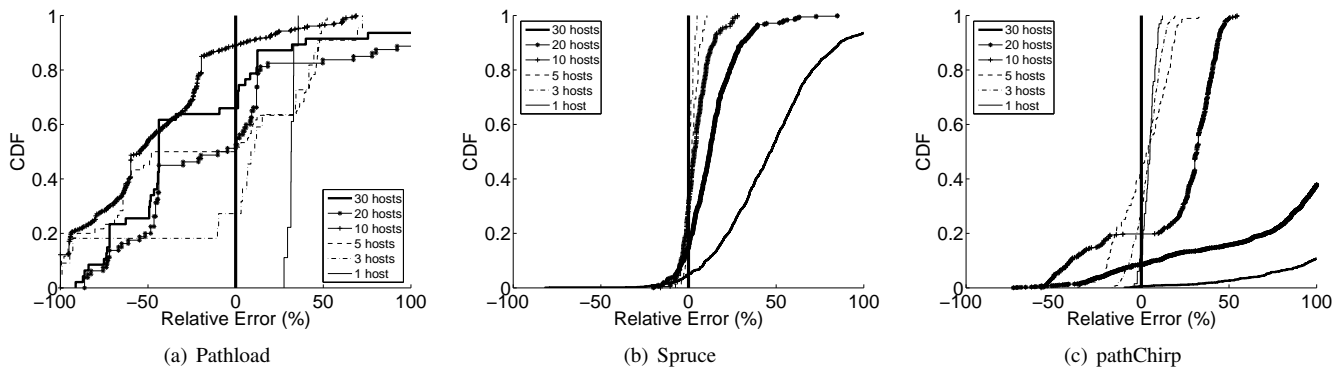 1
0.8
0.6
0.4
0.2
0
CDF
−100
−50
0
50
100
Relative Error (%)
30 hosts
20 hosts
10 hosts
5 hosts
3 hosts
1 host
(a) Pathload
1
0.8
0.6
0.4
0.2
0
CDF
−100
−50
0
50
100
Relative Error (%)
30 hosts
20 hosts
10 hosts
5 hosts
3 hosts
1 host
(b) Spruce
1
0.8
0.6
0.4
0.2
0
CDF
−100
−50
0
50
100
Relative Error (%)
30 hosts
20 hosts
10 hosts
5 hosts
3 hosts
1 host
(c) pathChirp